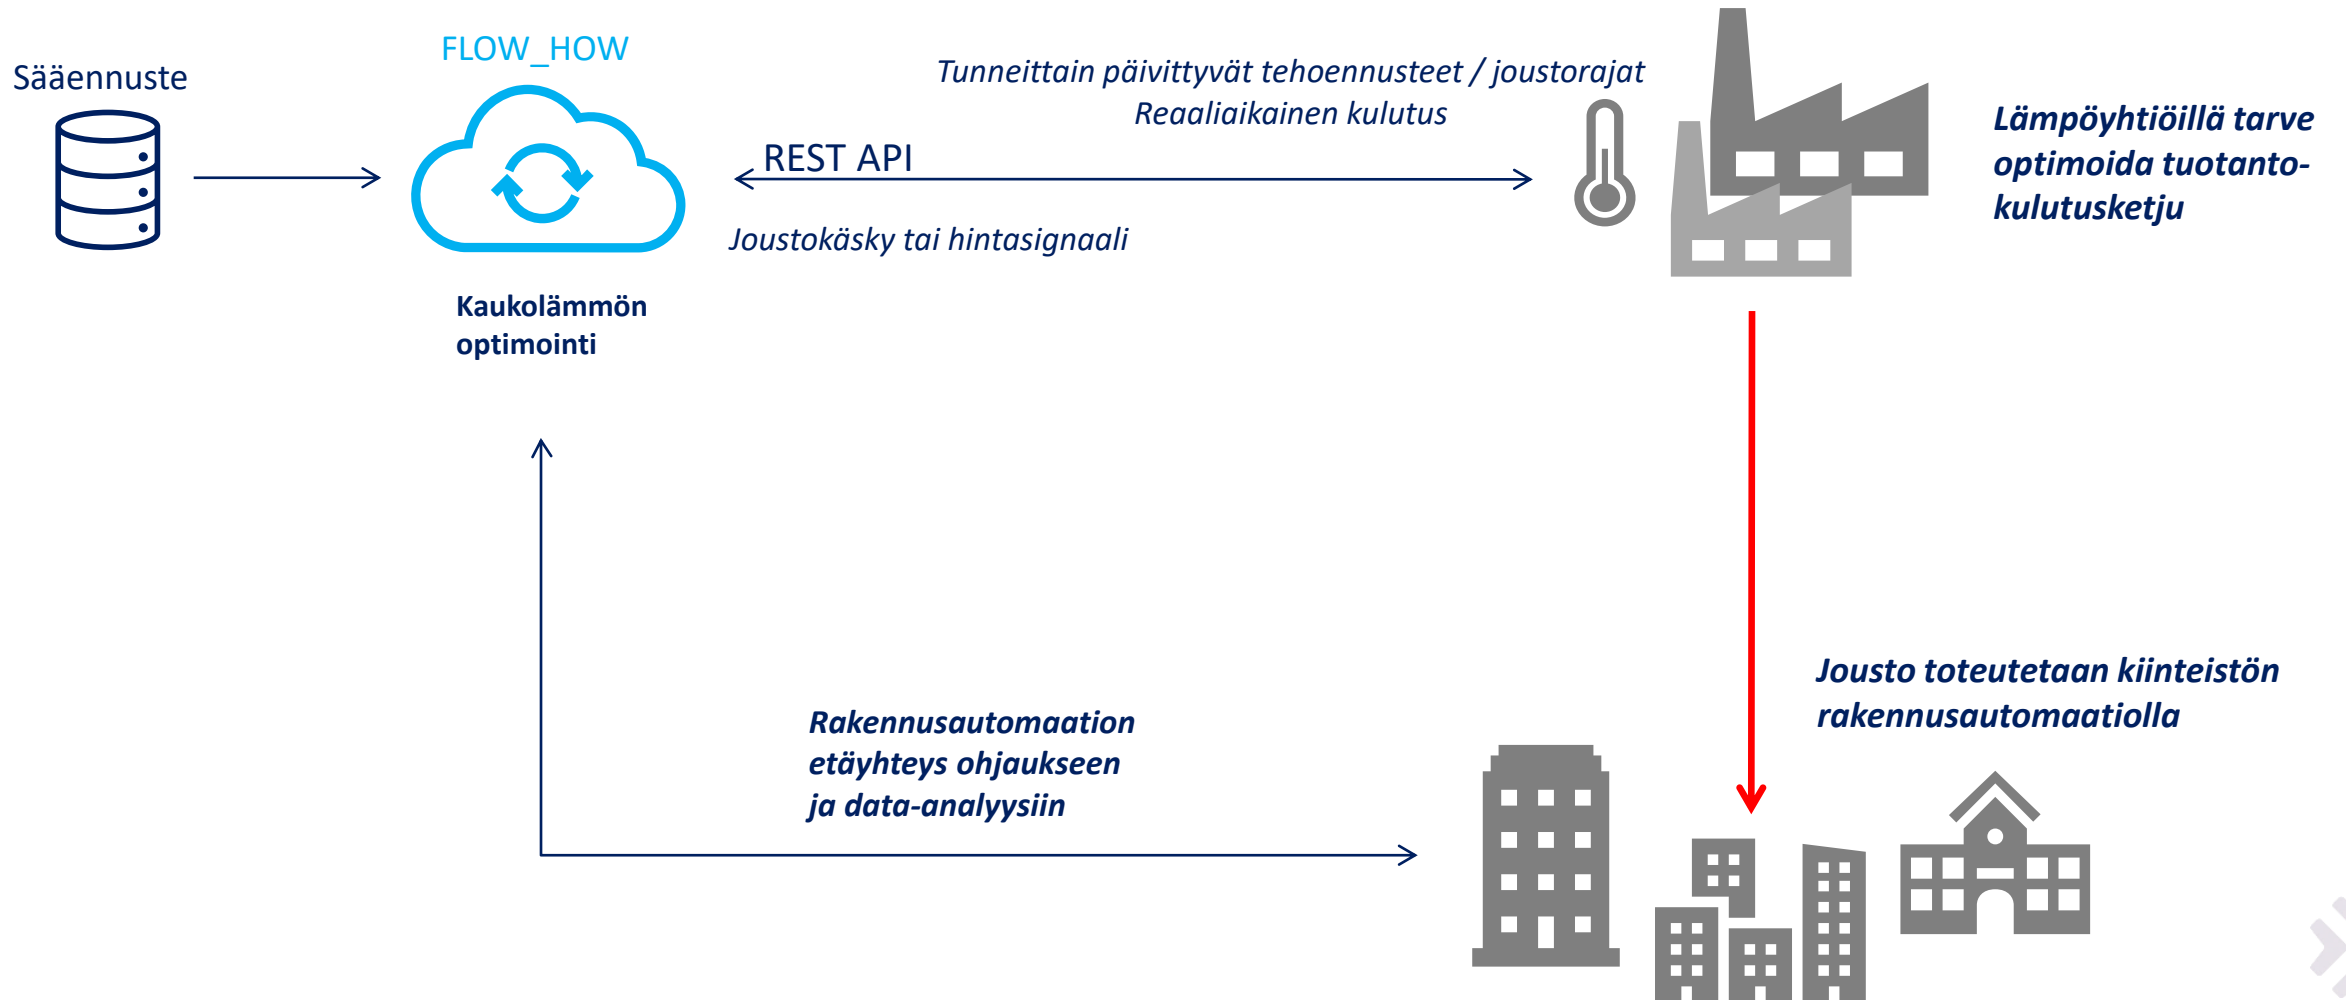 Sääennuste
FLOW_HOW
Kaukolämmön
optimointi
Tunneittain päivittyvät tehoennusteet / joustorajat
Reaaliaikainen kulutus
REST API
Joustokäsky tai hintasignaali
Lämpöyhtiöillä tarve
optimoida tuotanto-
kulutusketju
Rakennusautomaation
etäyhteys ohjaukseen
ja data-analyysiin
Jousto toteutetaan kiinteistön
rakennusautomaatiolla